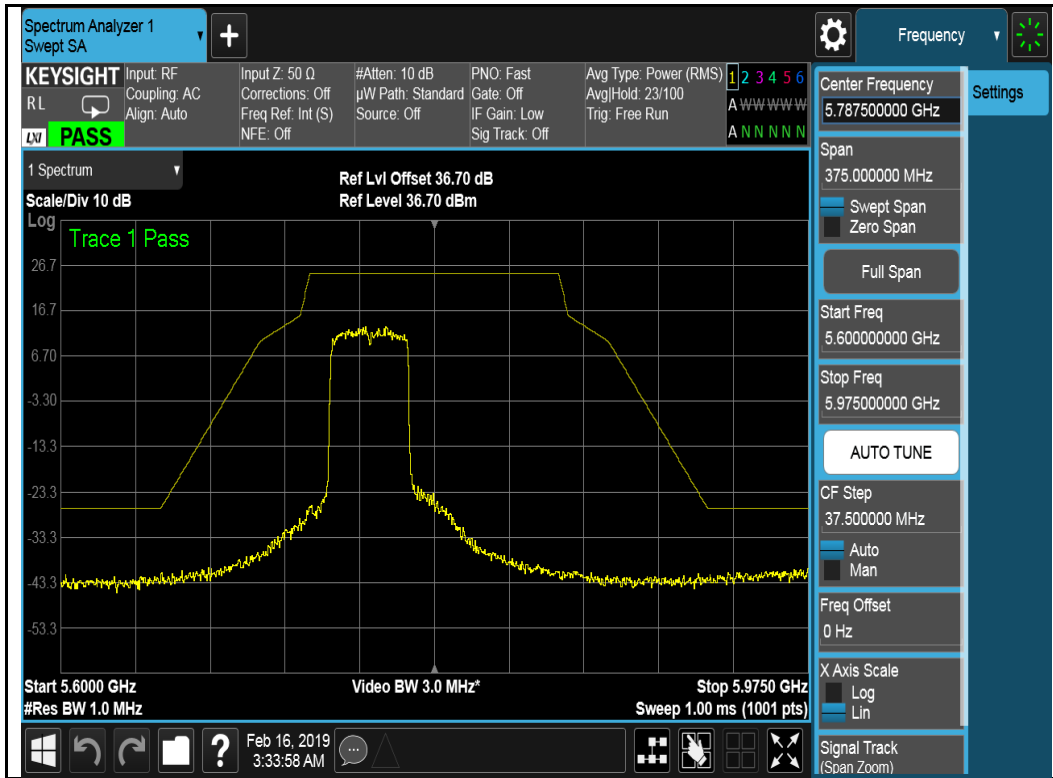 Spectrum Analyzer 1
Swept SA
+
Frequency
KEYSIGHT
R L
LXI PASS
Input: RF
Coupling: AC
Align: Auto
Input Z: 50 Ω
Corrections: Off
Freq Ref: Int (S)
NFE: Off
#Atten: 10 dB
µW Path: Standard
Source: Off
PNO: Fast
Gate: Off
IF Gain: Low
Sig Track: Off
Avg Type: Power (RMS)
Avg|Hold: 23/100
Trig: Free Run
1 2 3 4 5 6
A W W W W W
A N N N N N
1 Spectrum
Scale/Div 10 dB
Ref Lvl Offset 36.70 dB
Ref Level 36.70 dBm
Log
Trace 1 Pass
26.7
16.7
6.70
-3.30
-13.3
-23.3
-33.3
-43.3
-53.3
Start 5.6000 GHz
#Res BW 1.0 MHz
Video BW 3.0 MHz*
Stop 5.9750 GHz
Sweep 1.00 ms (1001 pts)
Center Frequency
5.787500000 GHz
Span
375.000000 MHz
Swept Span
Zero Span
Full Span
Start Freq
5.600000000 GHz
Stop Freq
5.975000000 GHz
AUTO TUNE
CF Step
37.500000 MHz
Auto
Man
Freq Offset
0 Hz
X Axis Scale
Log
Lin
Signal Track
(Span Zoom)
Settings
?
Feb 16, 2019
3:33:58 AM